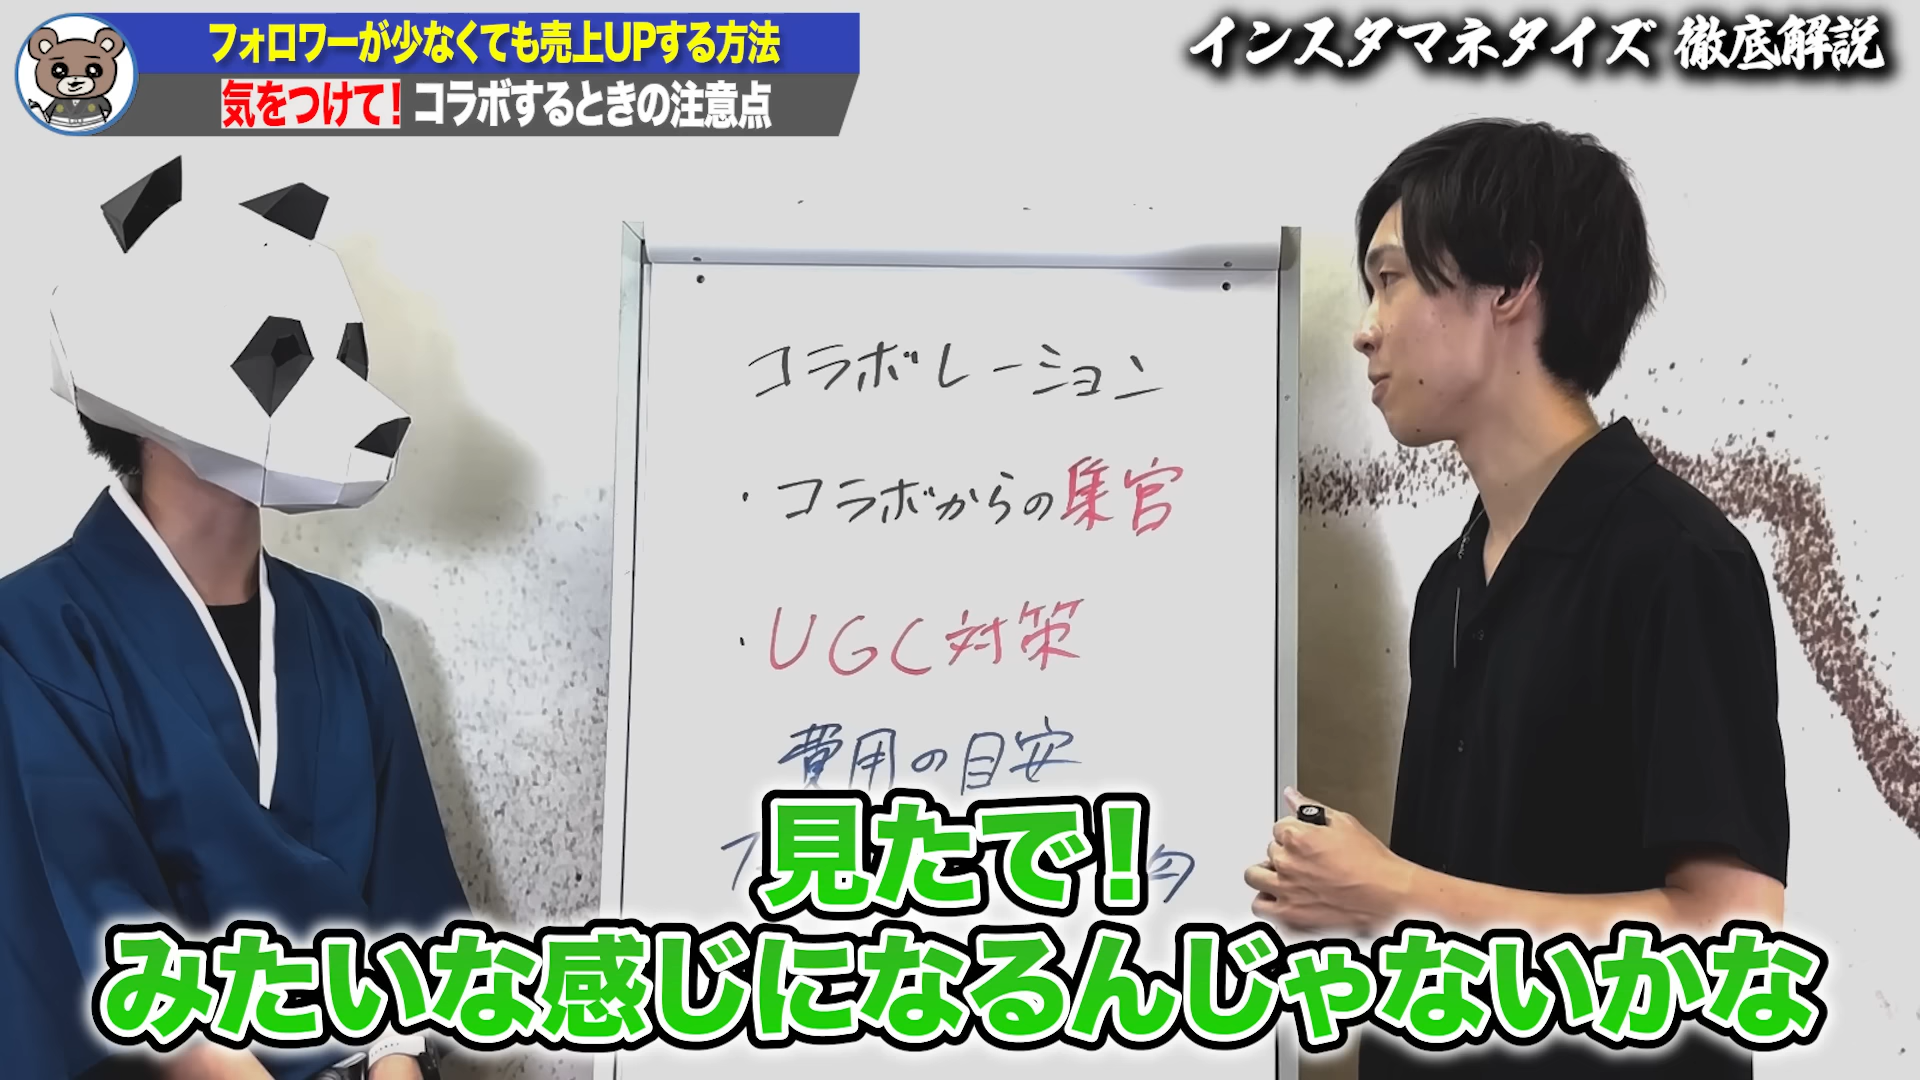 フォロワーが少なくても売上UPする方法
気をつけて！コラボするときの注意点
インスタマネタイズ 徹底解説
コラボレーション
・コラボからの集官
・UGC対策
費用の目安
見たで！
みたいな感じになるんじゃないかな